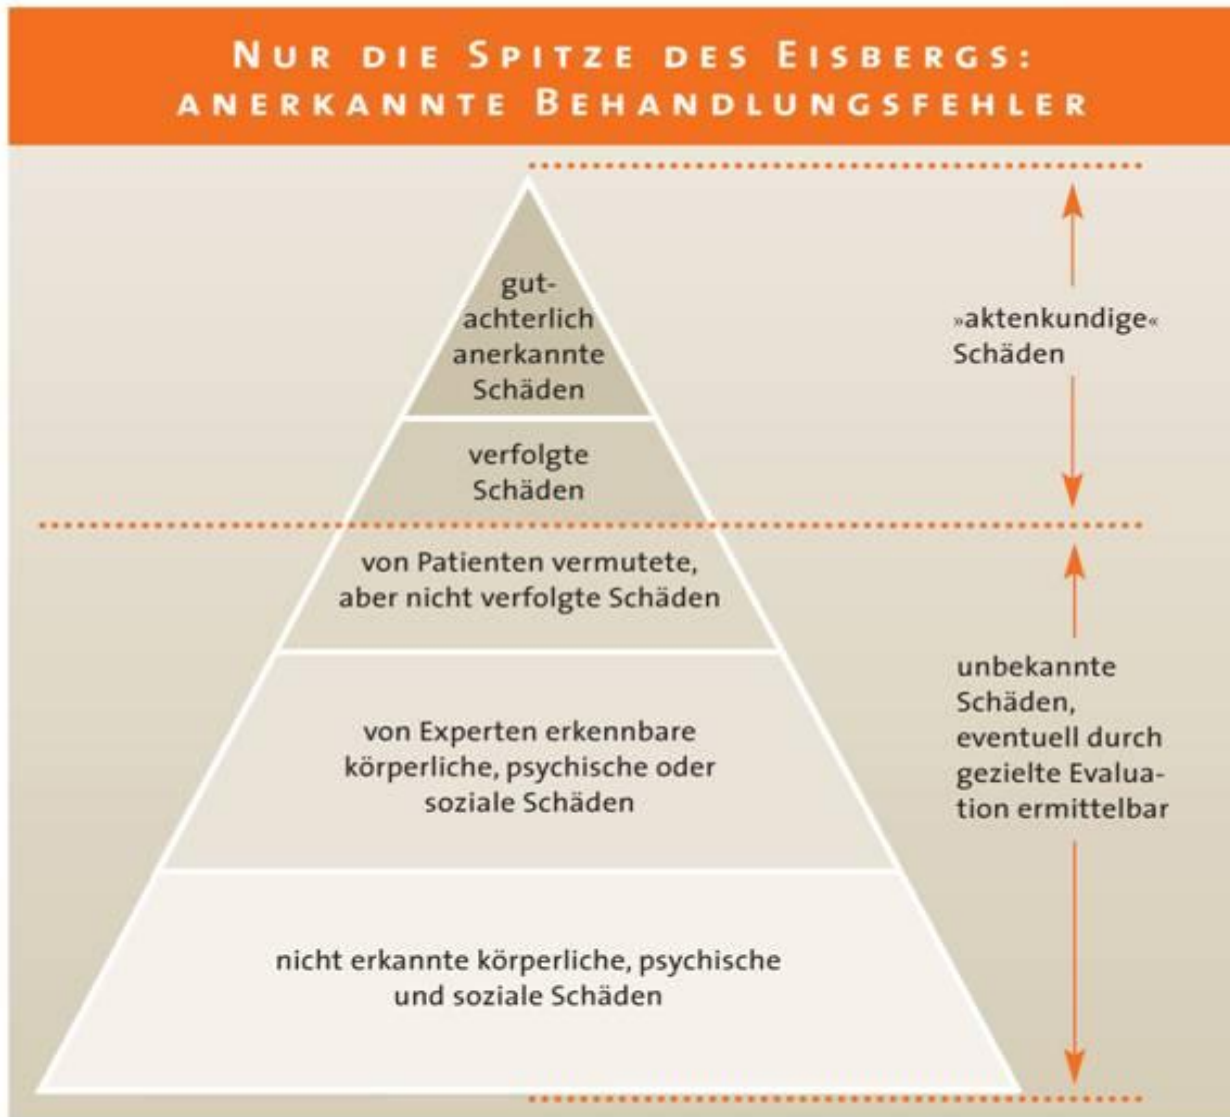 NUR DIE SPITZE DES EISBERGS:
ANERKANNTE BEHANDLUNGSFEHLER
gut-
achterlich
anerkannte
Schäden
»aktenkundige«
Schäden
verfolgte
Schäden
von Patienten vermutete,
aber nicht verfolgte Schäden
von Experten erkennbare
körperliche, psychische oder
soziale Schäden
unbekannte
Schäden,
eventuell durch
gezielte Evalua-
tion ermittelbar
nicht erkannte körperliche, psychische
und soziale Schäden